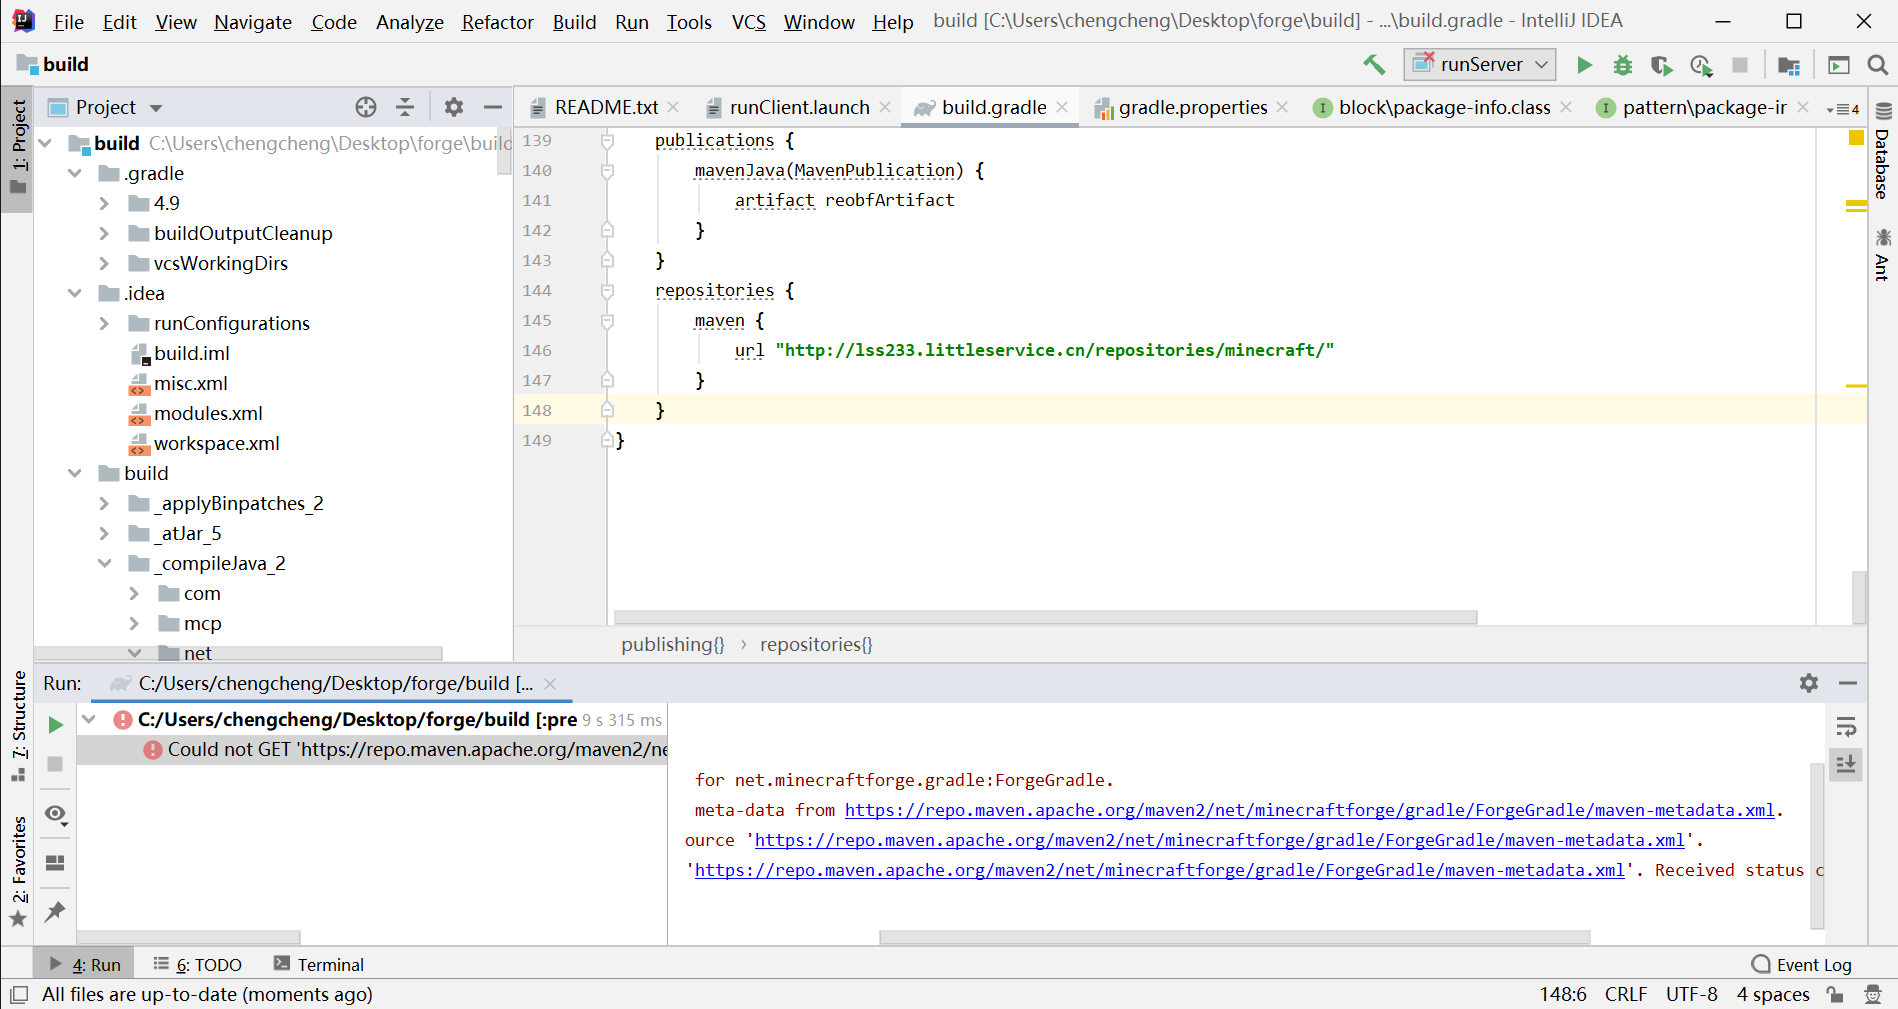 File Edit View Navigate Code Analyze Refactor Build Run Tools VCS Window Help build [C:\Users\chengcheng\Desktop\forge\build] - ...\build.gradle - IntelliJ IDEA
build
runServer
1: Project
Project
README.txt
runClient.launch
build.gradle
gradle.properties
block\package-info.class
pattern\package-ir
4
build C:\Users\chengcheng\Desktop\forge\build
.gradle
4.9
buildOutputCleanup
vcsWorkingDirs
.idea
runConfigurations
build.iml
misc.xml
modules.xml
workspace.xml
build
_applyBinpatches_2
_atJar_5
_compileJava_2
com
mcp
net
139 publications {
140 mavenJava(MavenPublication) {
141 artifact reobfArtifact
142 }
143 }
144 repositories {
145 maven {
146 url "http://lss233.littleservice.cn/repositories/minecraft/"
147 }
148 }
149 }
publishing{} › repositories{}
Database
Ant
7: Structure
2: Favorites
Run: C:/Users/chengcheng/Desktop/forge/build [...
C:/Users/chengcheng/Desktop/forge/build [:pre 9 s 315 ms
Could not GET 'https://repo.maven.apache.org/maven2/ne
for net.minecraftforge.gradle:ForgeGradle.
meta-data from https://repo.maven.apache.org/maven2/net/minecraftforge/gradle/ForgeGradle/maven-metadata.xml.
ource 'https://repo.maven.apache.org/maven2/net/minecraftforge/gradle/ForgeGradle/maven-metadata.xml'.
'https://repo.maven.apache.org/maven2/net/minecraftforge/gradle/ForgeGradle/maven-metadata.xml'. Received status c
4: Run 6: TODO Terminal Event Log
All files are up-to-date (moments ago) 148:6 CRLF UTF-8 4 spaces